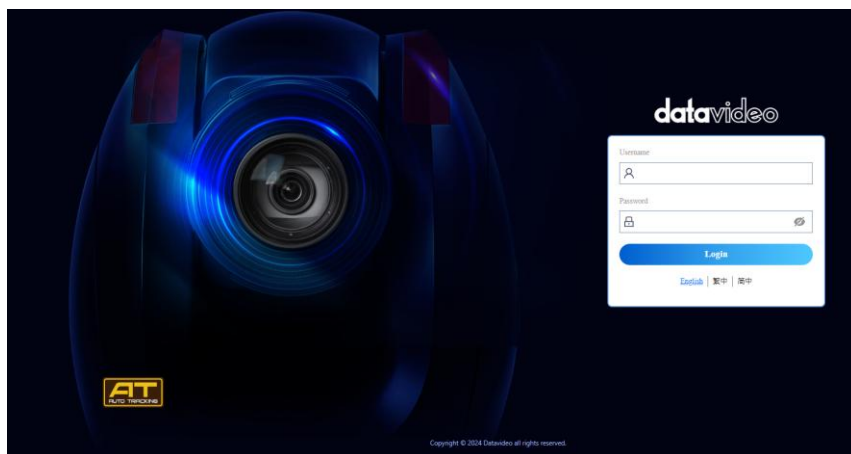 datavideo
Username
Password
Login
English | 繁中 | 简中
AT
AUTO TRACKING
Copyright © 2024 Datavideo all rights reserved.